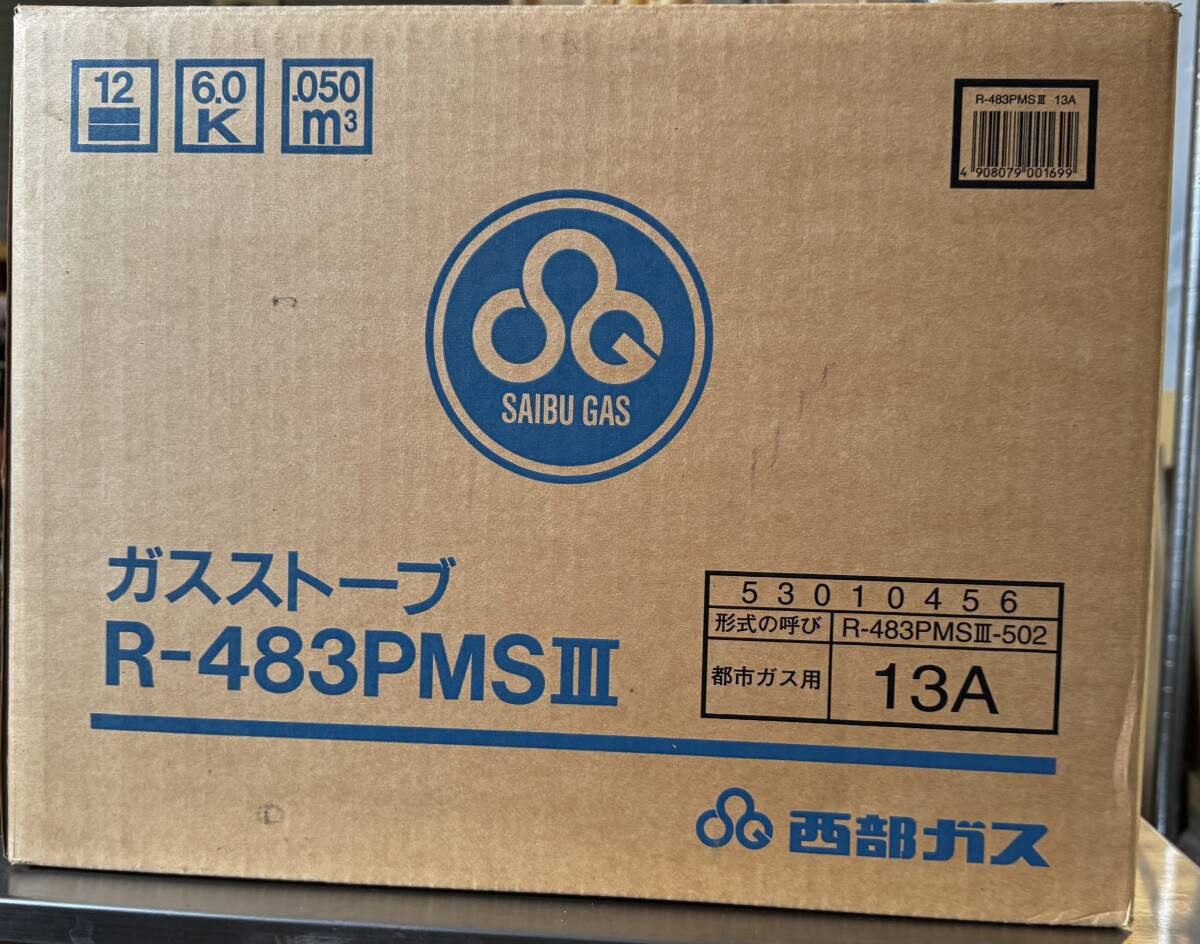 12
6.0
K
.050
m³
R-483PMSⅢ 13A
4 908079 001699
SAIBU GAS
ガスストーブ
R-483PMSⅢ
53010456
形式の呼び R-483PMSⅢ-502
都市ガス用 13A
西部ガス